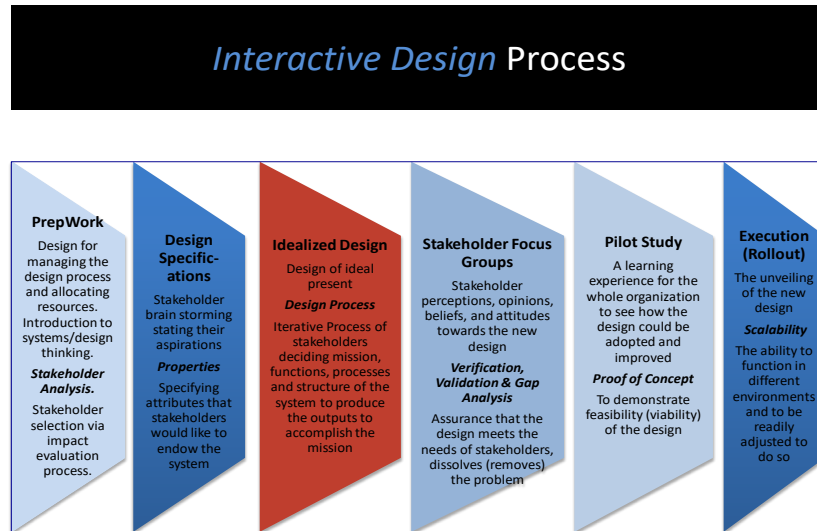 Interactive Design Process
PrepWork
Design for
managing the
design process
and allocating
resources.
Introduction to
systems/design
thinking.
Stakeholder
Analysis.
Stakeholder
selection via
impact
evaluation
process.
Design
Specific-
ations
Stakeholder
brain storming
stating their
aspirations
Properties
Specifying
attributes that
stakeholders
would like to
endow the
system
Idealized Design
Design of ideal
present
Design Process
Iterative Process of
stakeholders
deciding mission,
functions, processes
and structure of the
system to produce
the outputs to
accomplish the
mission
Stakeholder Focus
Groups
Stakeholder
perceptions, opinions,
beliefs, and attitudes
towards the new
design
Verification,
Validation & Gap
Analysis
Assurance that the
design meets the
needs of stakeholders,
dissolves (removes)
the problem
Pilot Study
A learning
experience for the
whole organization
to see how the
design could be
adopted and
improved
Proof of Concept
To demonstrate
feasibility (viability)
of the design
Execution
(Rollout)
The unveiling
of the new
design
Scalability
The ability to
function in
different
environments
and to be
readily
adjusted to
do so